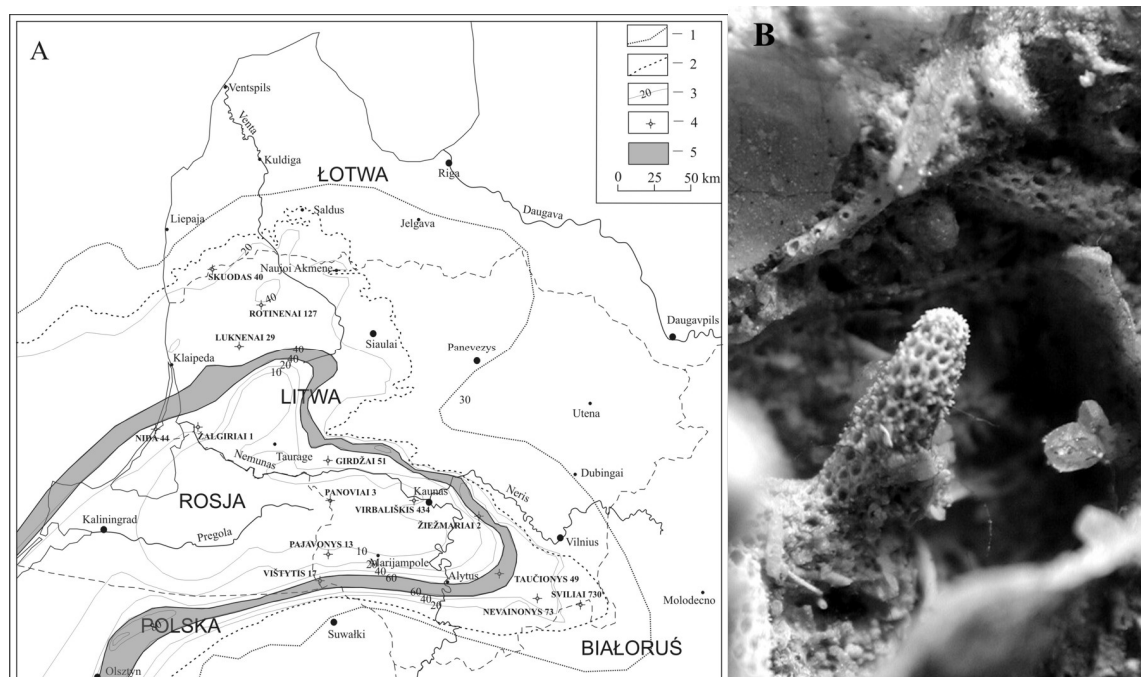 A
B
1
2
20
3
4
5
0 25 50 km
Ventspils
Venta
Kuldiga
ŁOTWA
Riga
Saldus
Jelgava
Daugava
Liepaja
20
Naujoi Akmene
SKUODAS 40
40
ROTINENAI 127
Daugavpils
LUKNENAI 29
Siaulai
Panevezys
Klaipeda
40
40
20
10
LITWA
30
Utena
NIDA 44
ŽALGIRIAI 1
Taurage
Nemunas
GIRDŽAI 51
Dubingai
Neris
ROSJA
PANOVIAI 3
Kaunas
VIRBALIŠKIS 434
ŽIEŽMARIAI 2
Kaliningrad
Pregola
Vilnius
PAJAVONYS 13
10
Marijampole
20
40
60
VIŠTYTIS 17
Alytus
TAUČIONYS 49
60
40
20
SVILIAI 730
NEVAINONYS 73
Molodecno
POLSKA
Suwałki
BIAŁORUŚ
Olsztyn